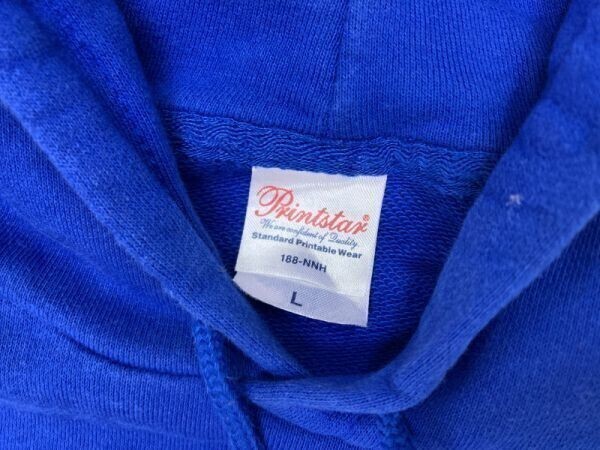 Printstar®
We are confident of Quality
Standard Printable Wear
188-NNH
L